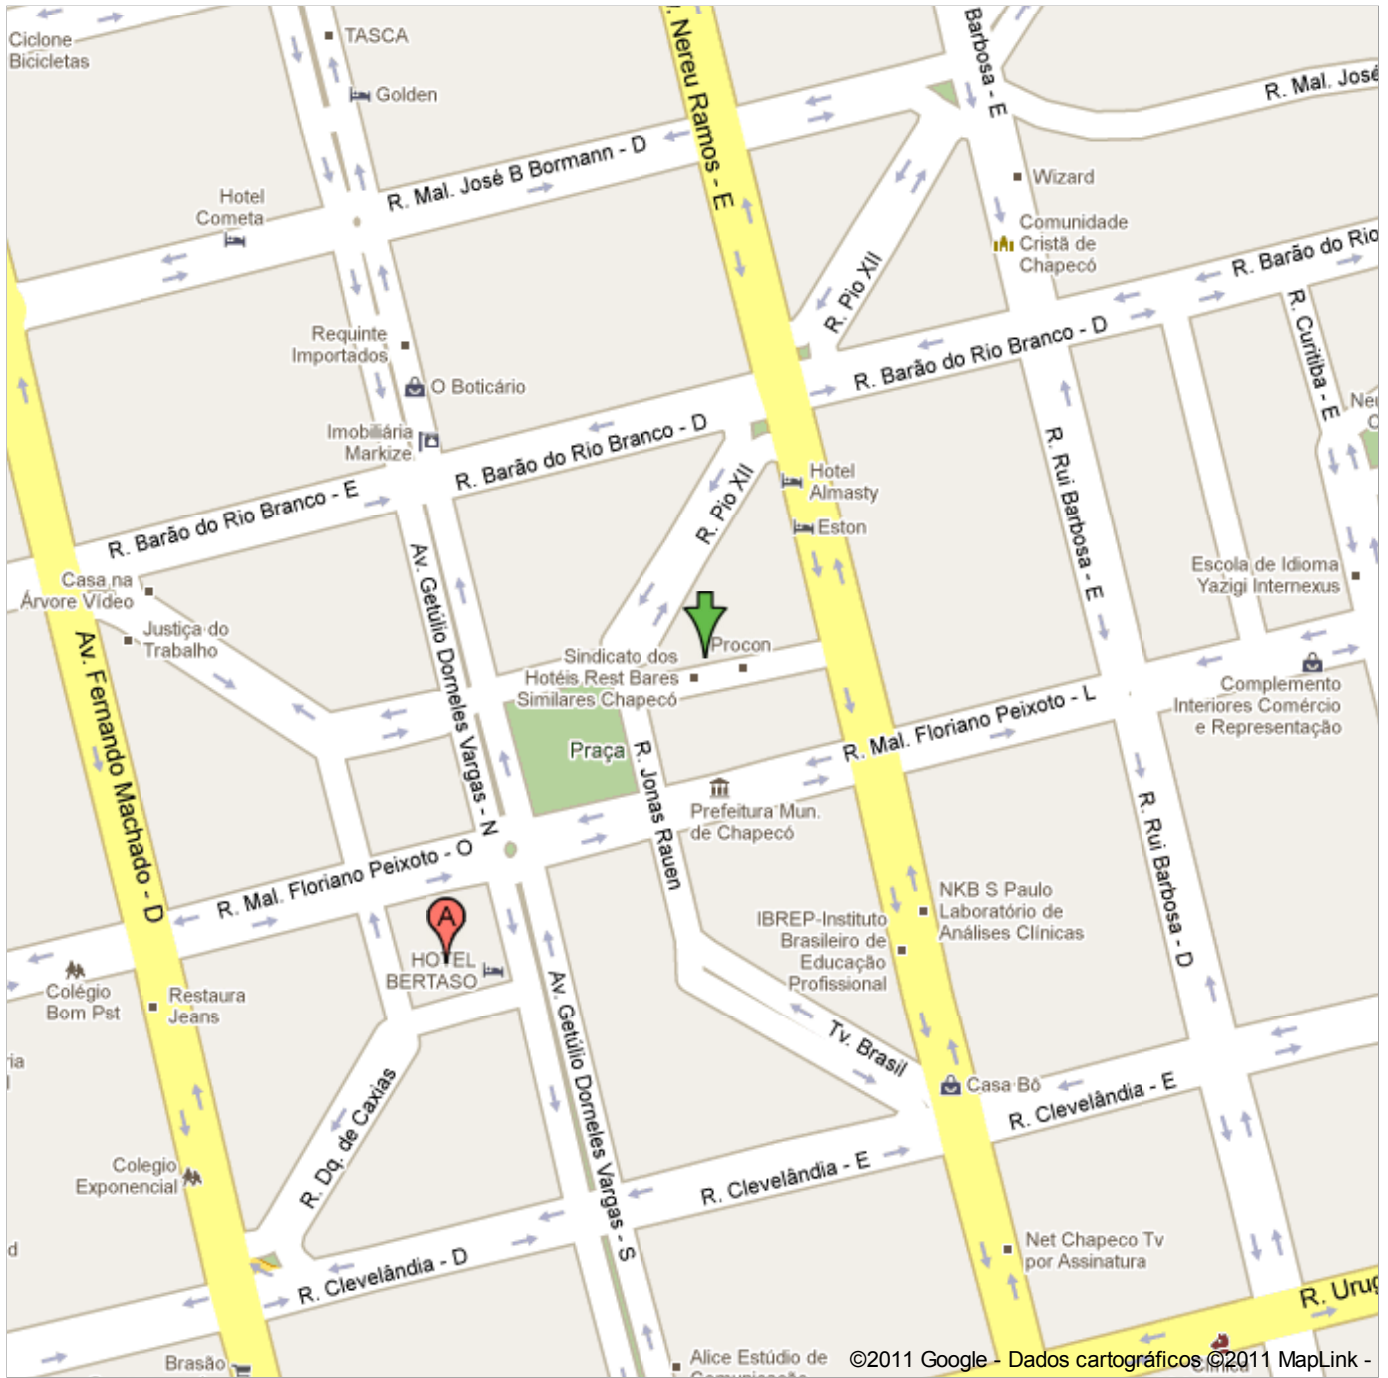 Ciclone
Bicicletas
TASCA
Golden
Nereu Ramos - E
Barbosa - E
R. Mal. José
R. Mal. José B Bormann - D
Wizard
Hotel
Cometa
Comunidade
Cristã de
Chapecó
R. Barão do Rio
R. Pio XII
R. Curitiba - E
Requinte
Importados
O Boticário
R. Barão do Rio Branco - D
Imobiliária
Markize
R. Barão do Rio Branco - D
Hotel
Almasty
Eston
R. Pio XII
R. Rui Barbosa - E
R. Barão do Rio Branco - E
Casa na
Árvore Vídeo
Justiça do
Trabalho
Av. Getúlio Dorneles Vargas - N
Escola de Idioma
Yazigi Internexus
Procon
Sindicato dos
Hotéis Rest Bares
Similares Chapecó
Av. Fernando Machado - D
Praça
R. Jonas Rauen
R. Mal. Floriano Peixoto - L
Complemento
Interiores Comércio
e Representação
Prefeitura Mun.
de Chapecó
R. Rui Barbosa - D
R. Mal. Floriano Peixoto - O
A
HOTEL
BERTASO
NKB S Paulo
Laboratório de
Análises Clínicas
IBREP-Instituto
Brasileiro de
Educação
Profissional
Colégio
Bom Pst
Restaura
Jeans
Av. Getúlio Dorneles Vargas - S
Tv. Brasil
Casa Bô
R. Clevelândia - E
R. Dq. de Caxias
Colegio
Exponencial
R. Clevelândia - E
R. Clevelândia - D
Net Chapeco Tv
por Assinatura
R. Urug
Brasão
Alice Estúdio de
Comunicação
Clínica
©2011 Google - Dados cartográficos ©2011 MapLink -